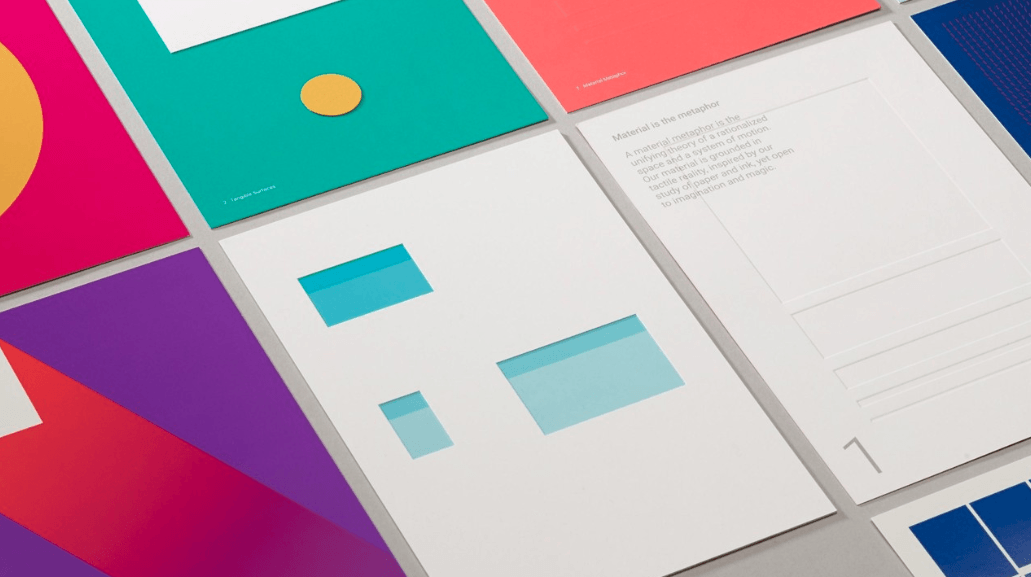 2 Tangible Surfaces
Material Metaphor
Material is the metaphor
A material metaphor is the
unifying theory of a rationalized
space and a system of motion.
Our material is grounded in
tactile reality, inspired by our
study of paper and ink, yet open
to imagination and magic.
1